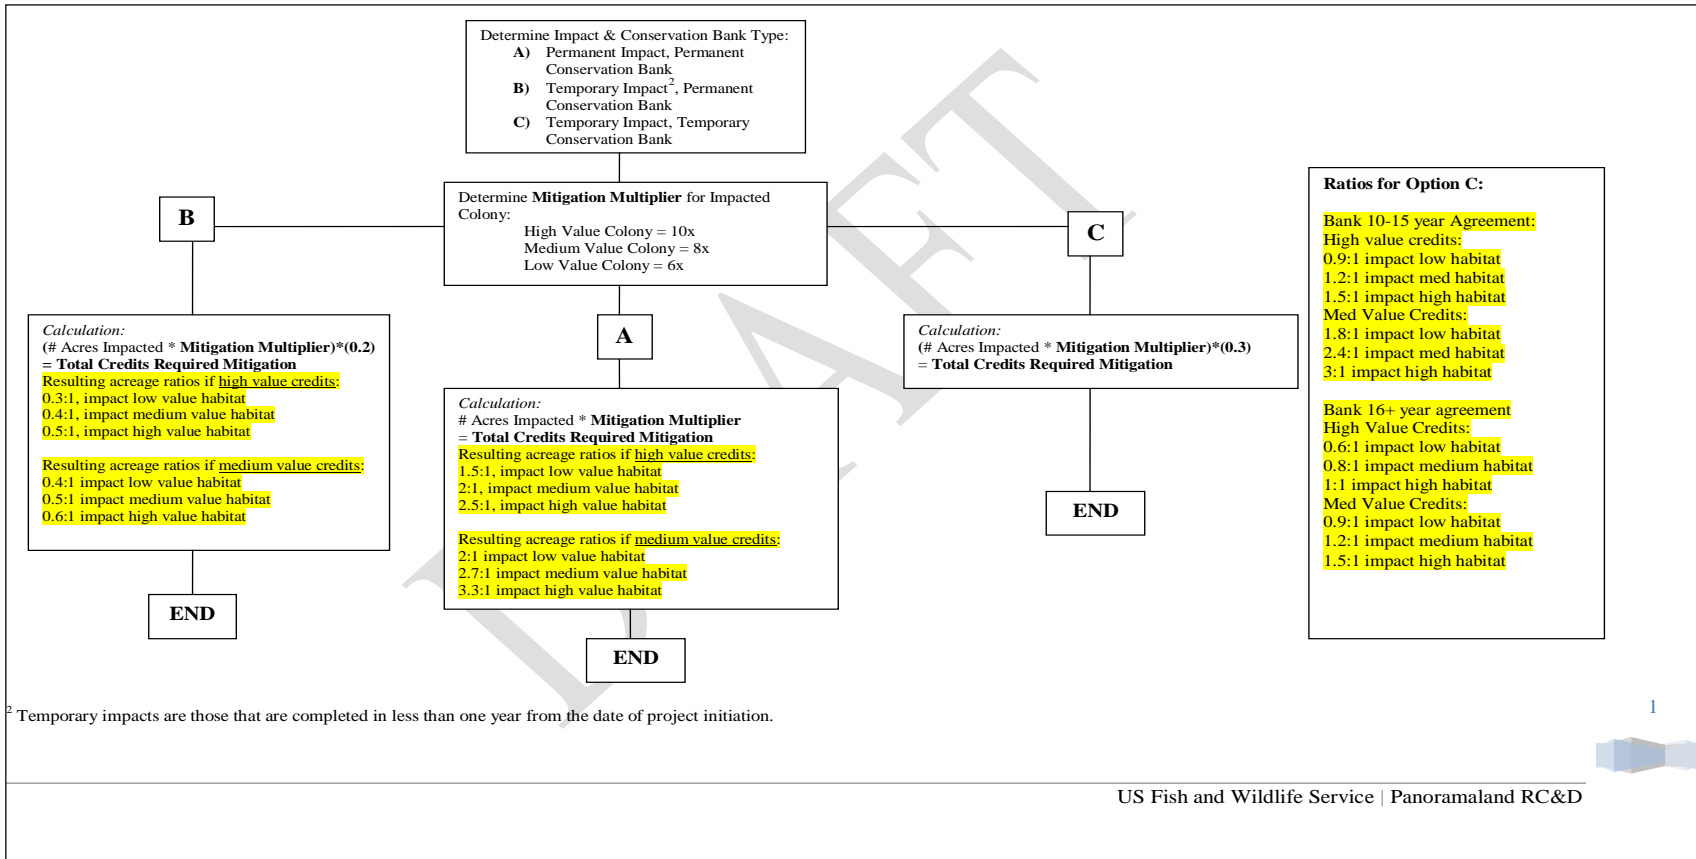 Determine Impact & Conservation Bank Type:
A) Permanent Impact, Permanent
Conservation Bank
B) Temporary Impact², Permanent
Conservation Bank
C) Temporary Impact, Temporary
Conservation Bank
Determine Mitigation Multiplier for Impacted
Colony:
High Value Colony = 10x
Medium Value Colony = 8x
Low Value Colony = 6x
B
Calculation:
(# Acres Impacted * Mitigation Multiplier)*(0.2)
= Total Credits Required Mitigation
Resulting acreage ratios if high value credits:
0.3:1, impact low value habitat
0.4:1, impact medium value habitat
0.5:1, impact high value habitat
Resulting acreage ratios if medium value credits:
0.4:1 impact low value habitat
0.5:1 impact medium value habitat
0.6:1 impact high value habitat
END
A
Calculation:
# Acres Impacted * Mitigation Multiplier
= Total Credits Required Mitigation
Resulting acreage ratios if high value credits:
1.5:1, impact low value habitat
2:1, impact medium value habitat
2.5:1, impact high value habitat
Resulting acreage ratios if medium value credits:
2:1 impact low value habitat
2.7:1 impact medium value habitat
3.3:1 impact high value habitat
END
C
Calculation:
(# Acres Impacted * Mitigation Multiplier)*(0.3)
= Total Credits Required Mitigation
END
Ratios for Option C:
Bank 10-15 year Agreement:
High value credits:
0.9:1 impact low habitat
1.2:1 impact med habitat
1.5:1 impact high habitat
Med Value Credits:
1.8:1 impact low habitat
2.4:1 impact med habitat
3:1 impact high habitat
Bank 16+ year agreement
High Value Credits:
0.6:1 impact low habitat
0.8:1 impact medium habitat
1:1 impact high habitat
Med Value Credits:
0.9:1 impact low habitat
1.2:1 impact medium habitat
1.5:1 impact high habitat
DRAFT
² Temporary impacts are those that are completed in less than one year from the date of project initiation.
1
US Fish and Wildlife Service | Panoramaland RC&D